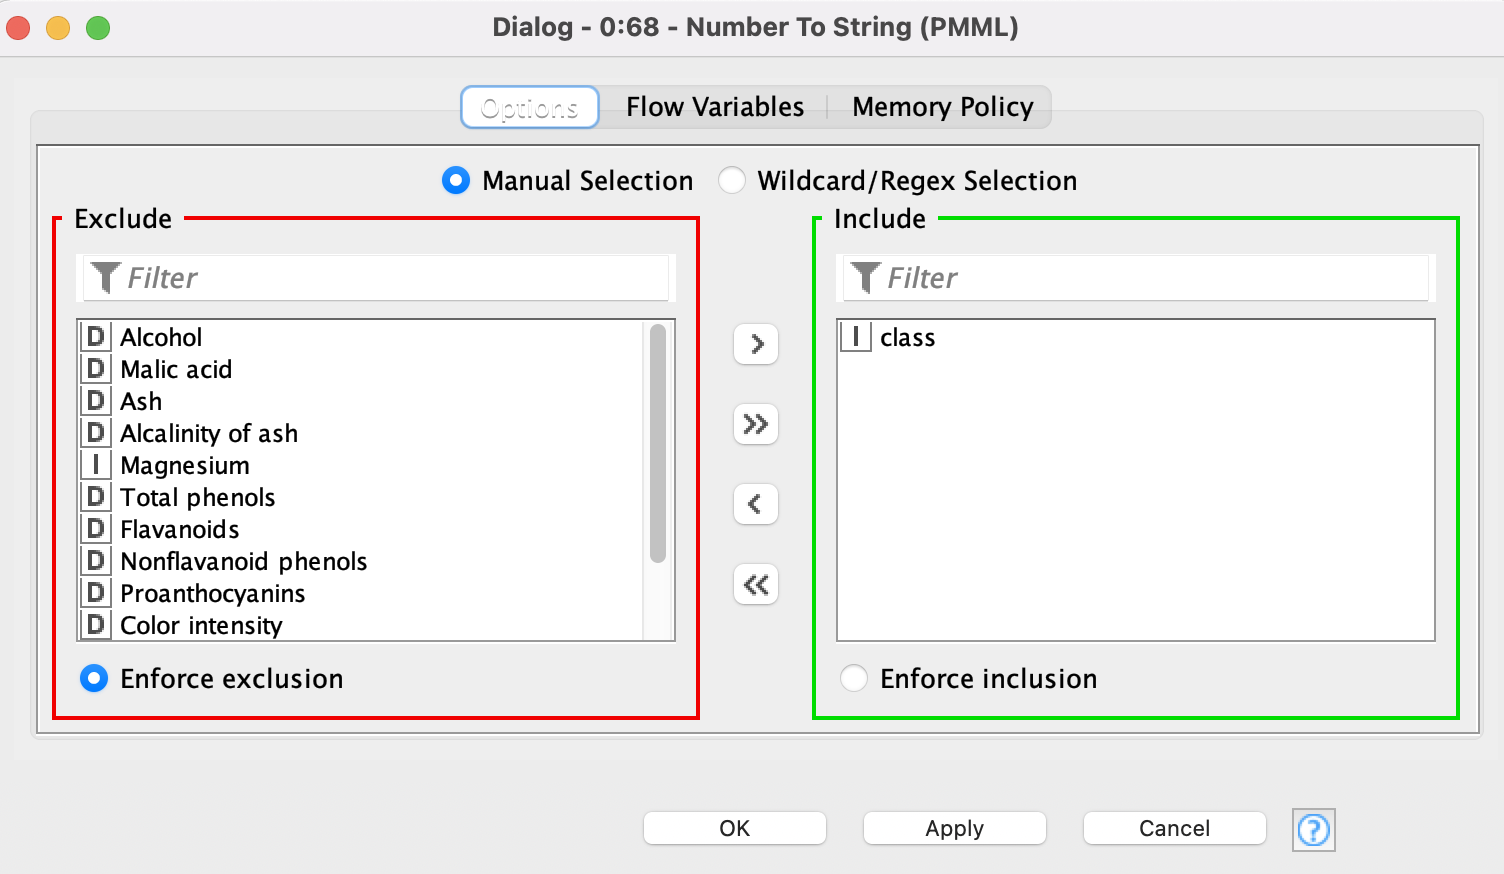 Dialog - 0:68 - Number To String (PMML)
Options Flow Variables Memory Policy
Manual Selection Wildcard/Regex Selection
Exclude
Filter
D Alcohol
D Malic acid
D Ash
D Alcalinity of ash
I Magnesium
D Total phenols
D Flavanoids
D Nonflavanoid phenols
D Proanthocyanins
D Color intensity
Enforce exclusion
>
>>
<
<<
Include
Filter
I class
Enforce inclusion
OK Apply Cancel ?